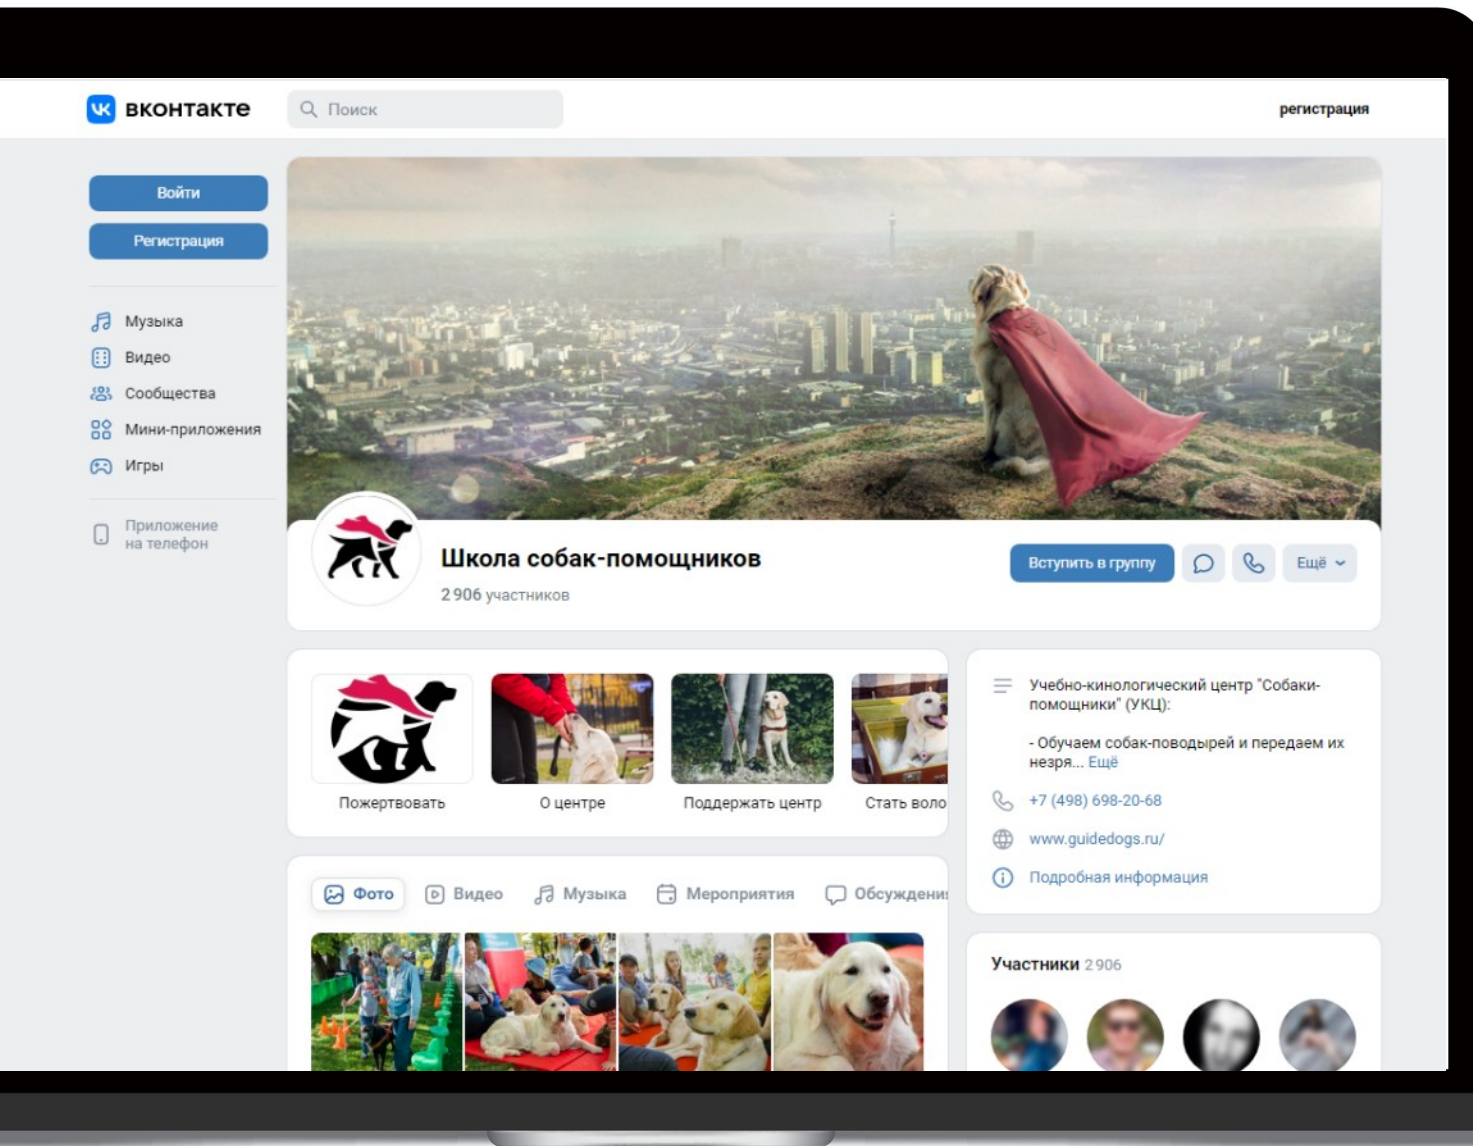 вконтакте
Поиск
регистрация
Войти
Регистрация
Музыка
Видео
Сообщества
Мини-приложения
Игры
Приложение
на телефон
Школа собак-помощников
2 906 участников
Вступить в группу
Ещё
Пожертвовать
О центре
Поддержать центр
Стать воло
Учебно-кинологический центр "Собаки-
помощники" (УКЦ):
- Обучаем собак-поводырей и передаем их
незря... Ещё
+7 (498) 698-20-68
www.guidedogs.ru/
Подробная информация
Фото
Видео
Музыка
Мероприятия
Обсуждения
Участники 2 906